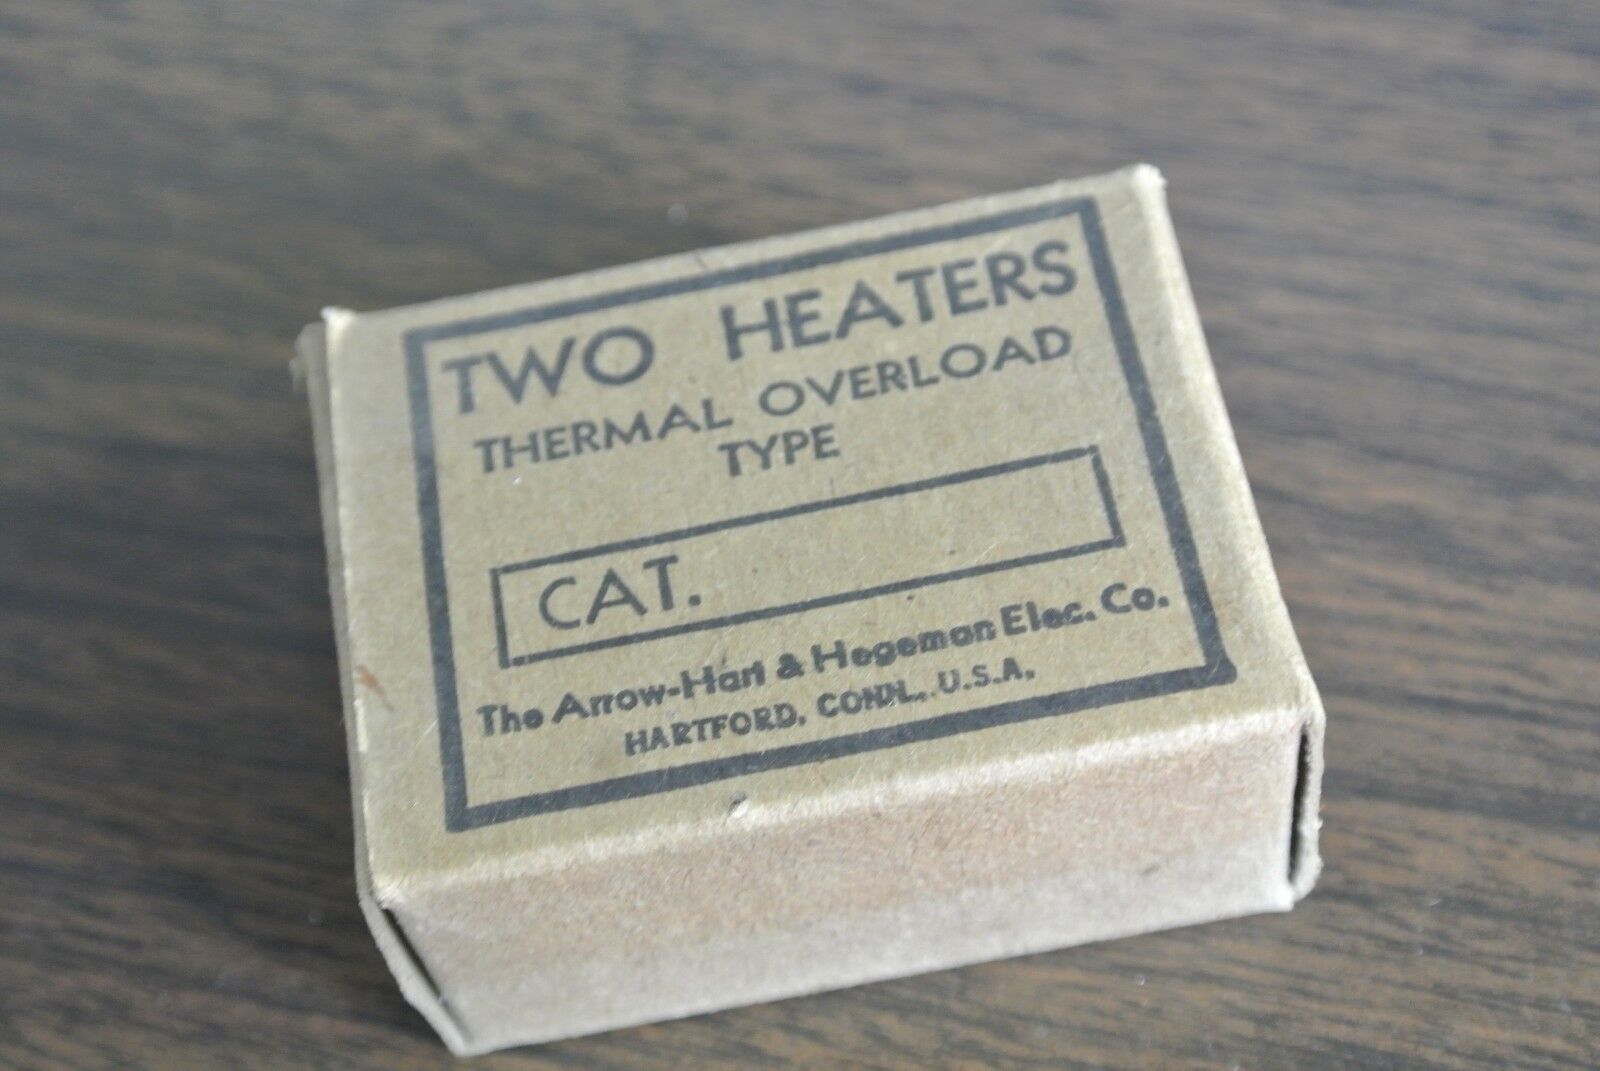 TWO HEATERS
THERMAL OVERLOAD
TYPE
CAT.
The Arrow-Hart & Hegeman Elec. Co.
HARTFORD, CONN., U.S.A.